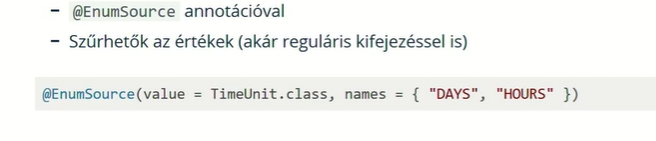 – @EnumSource annotációval
– Szűrhetők az értékek (akár reguláris kifejezéssel is)
@EnumSource(value = TimeUnit.class, names = { "DAYS", "HOURS" })